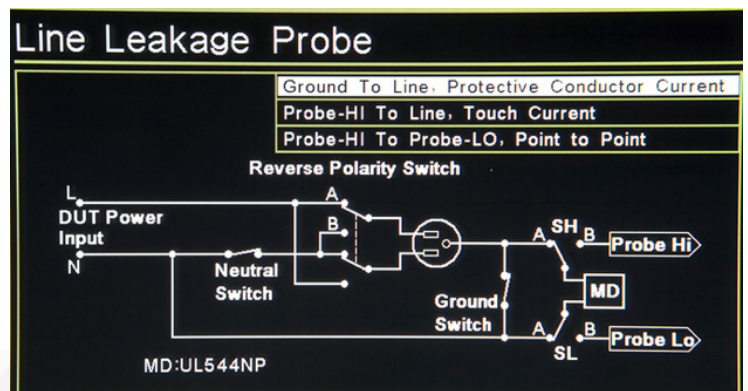 Line Leakage Probe
Ground To Line, Protective Conductor Current
Probe-HI To Line, Touch Current
Probe-HI To Probe-LO, Point to Point
Reverse Polarity Switch
L
A
DUT Power
Input
B
N
Neutral
Switch
A SH B Probe Hi
MD
Ground
Switch
A B Probe Lo
SL
MD:UL544NP